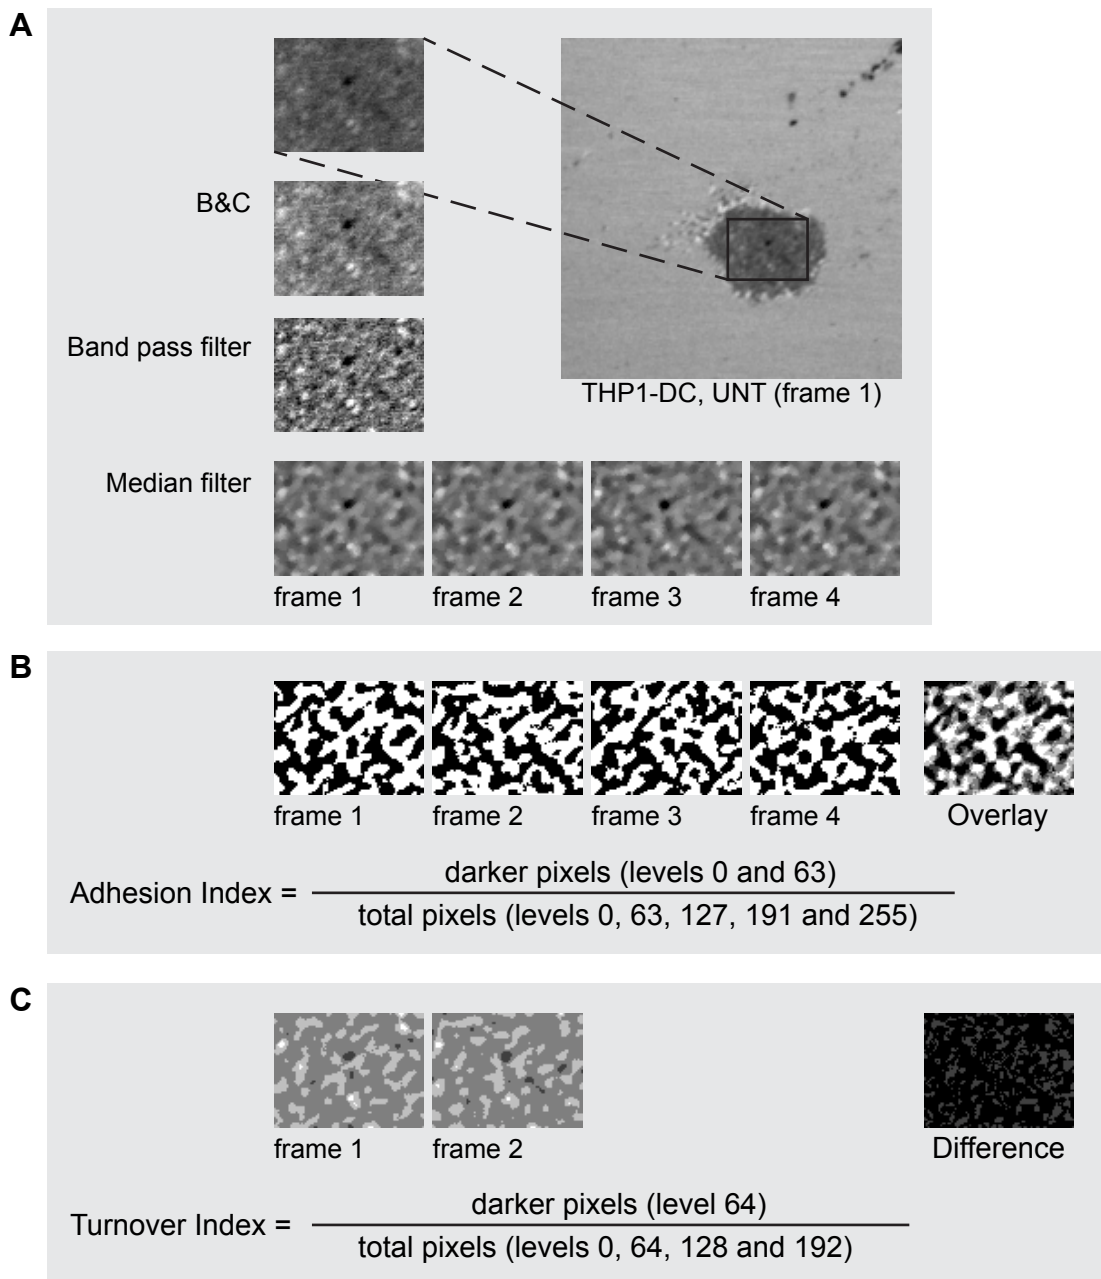 A
B&C
Band pass filter
THP1-DC, UNT (frame 1)
Median filter
frame 1
frame 2
frame 3
frame 4
B
frame 1
frame 2
frame 3
frame 4
Overlay
Adhesion Index =
darker pixels (levels 0 and 63)
total pixels (levels 0, 63, 127, 191 and 255)
C
frame 1
frame 2
Difference
Turnover Index =
darker pixels (level 64)
total pixels (levels 0, 64, 128 and 192)